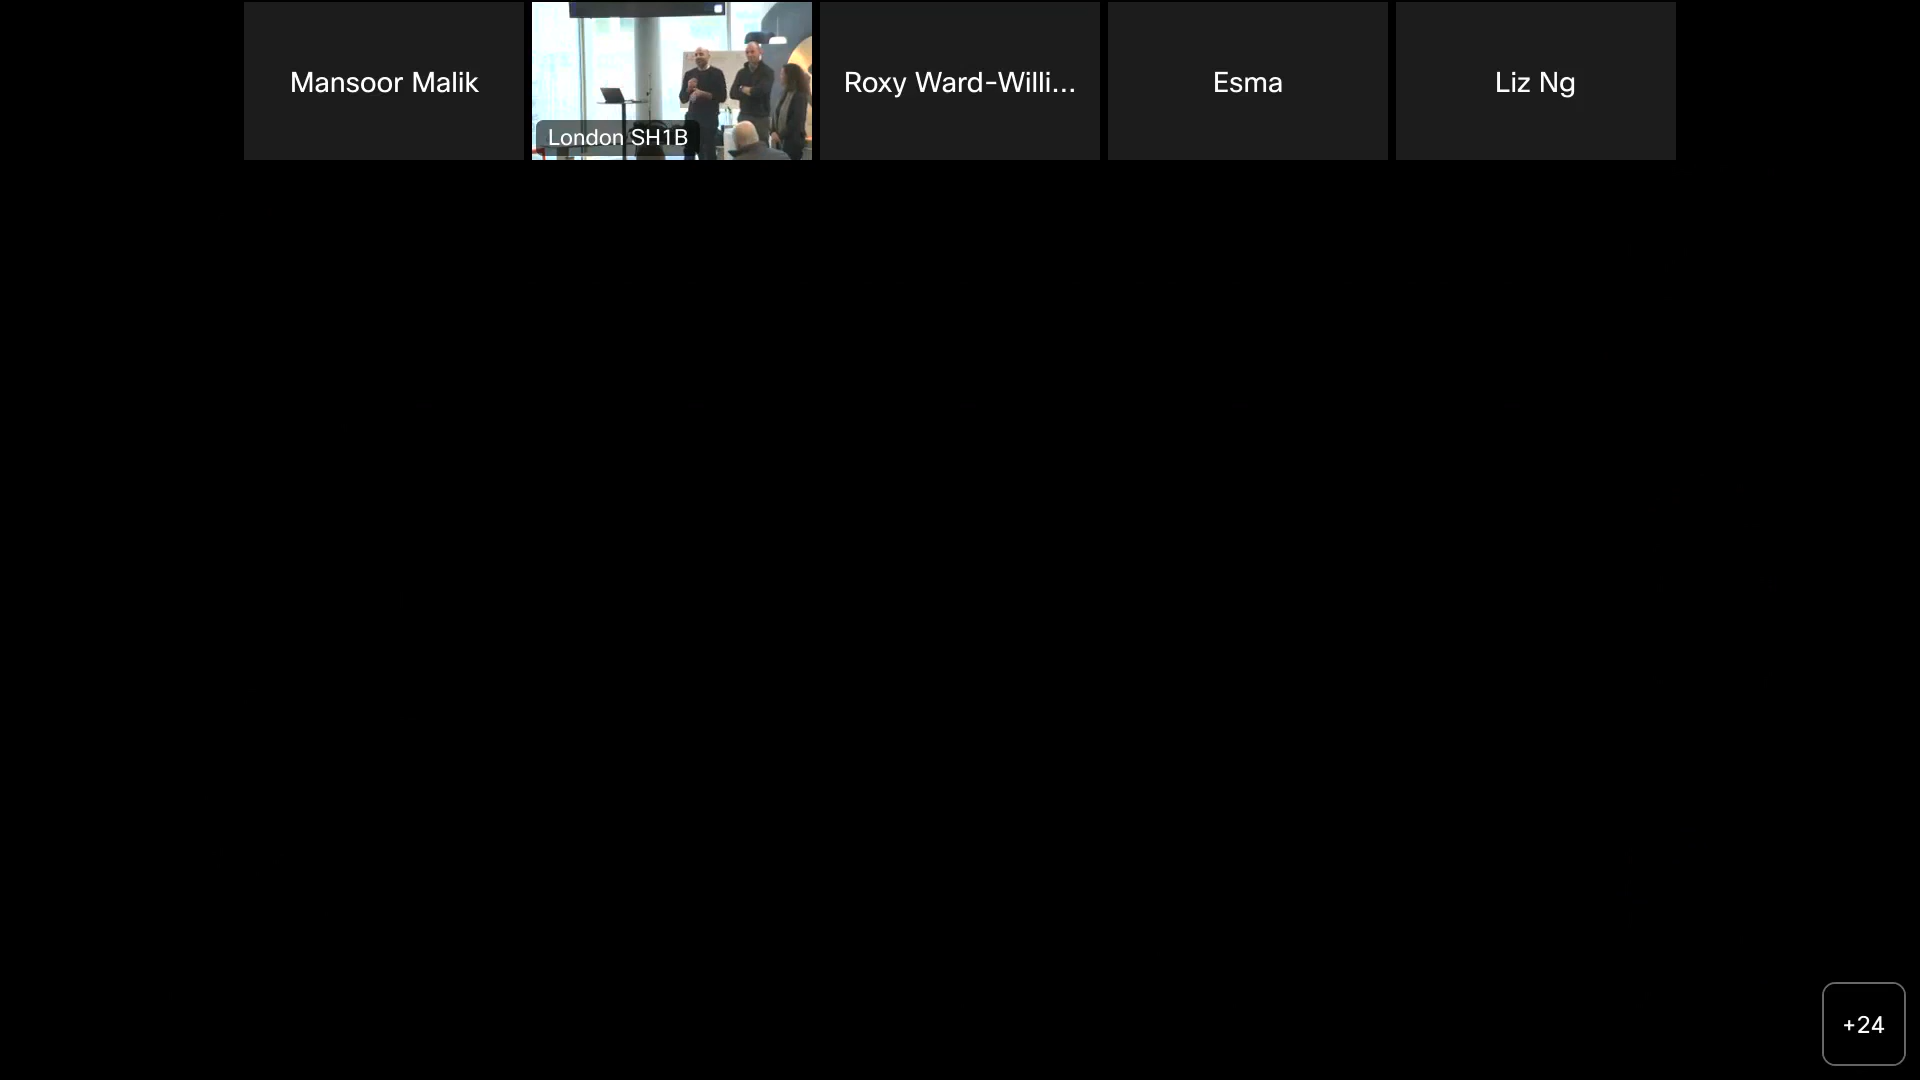 Mansoor Malik
London SH1B
Roxy Ward-Willi...
Esma
Liz Ng
+24